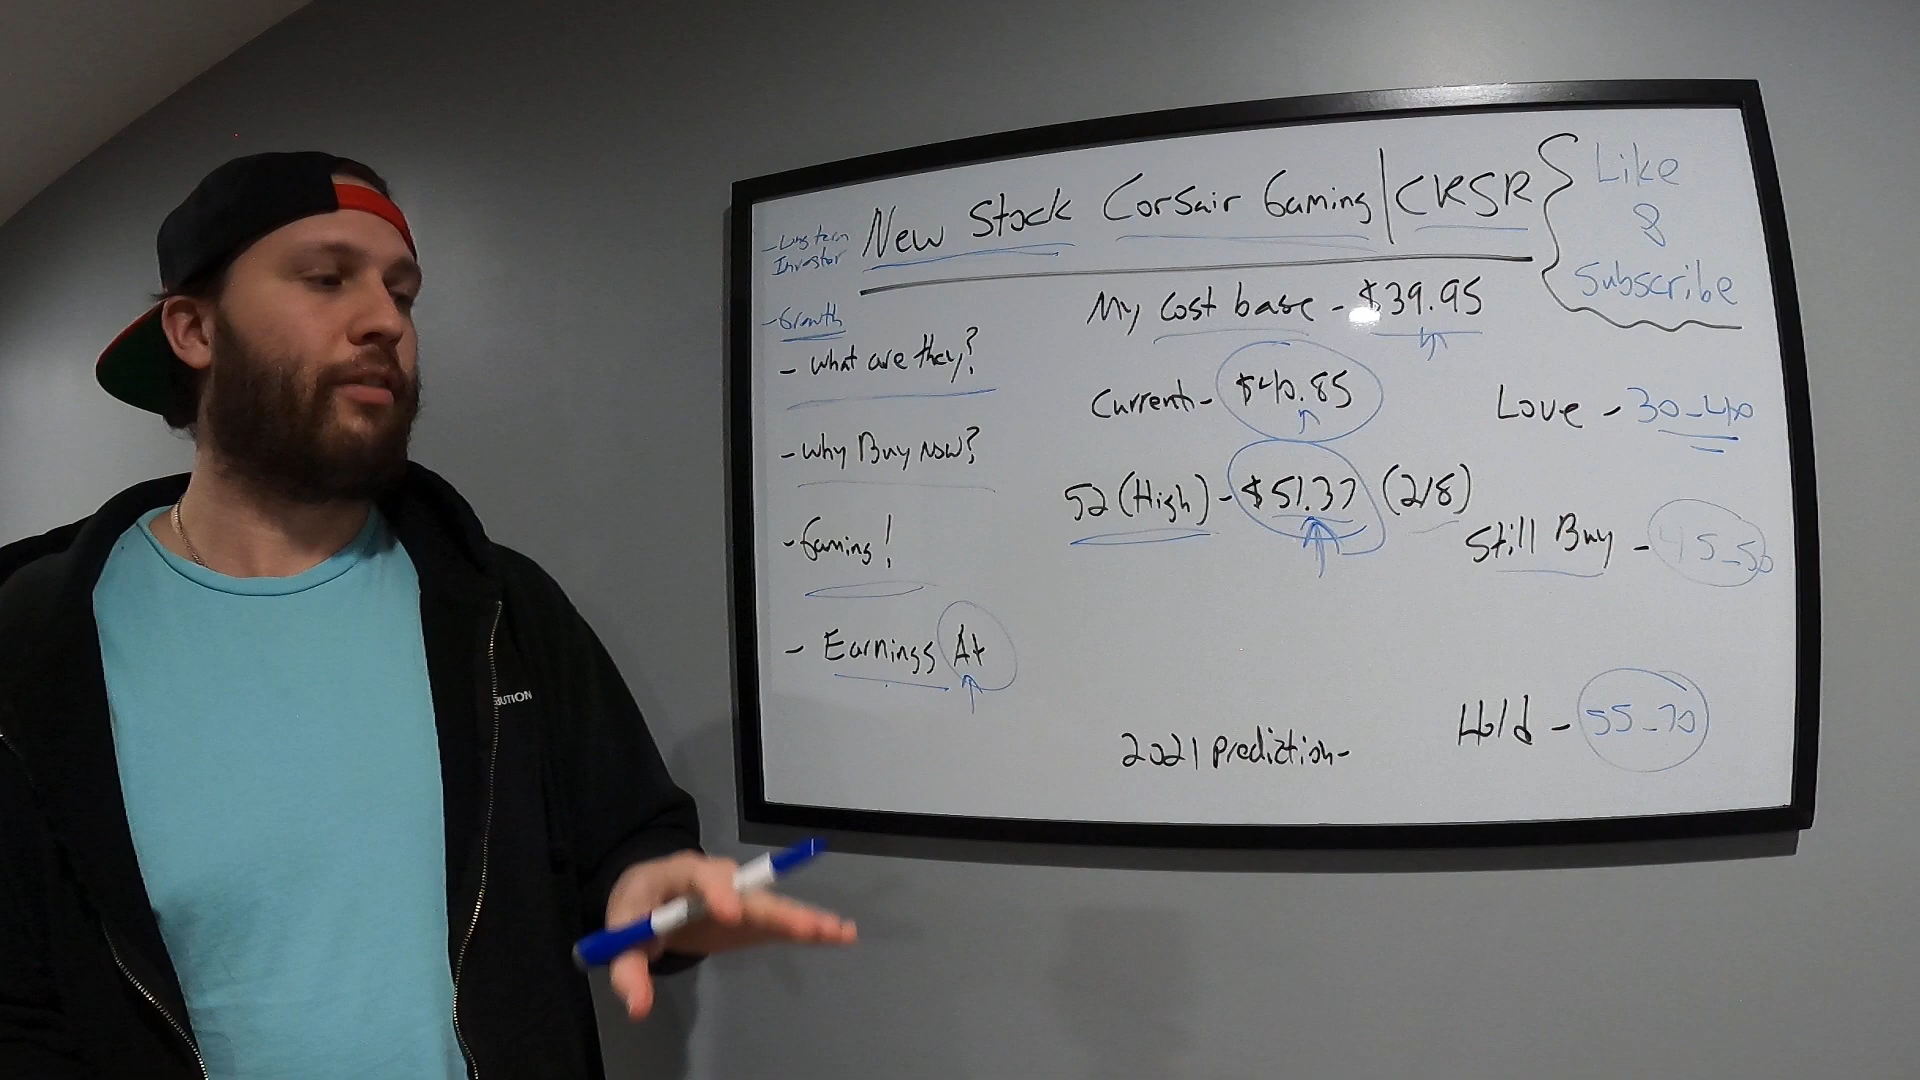 New Stock Corsair Gaming | CRSR
Like
&
Subscribe
- Long term
Investor
- Growth
- What are they?
- Why Buy Now?
- Gaming!
- Earnings A+
My Cost base - $39.95
Current - $40.85
52 (High) - $51.37 (2/8)
2021 Prediction -
Love - 30-40
Still Buy - 45-50
Hold - 55-70
BUTION